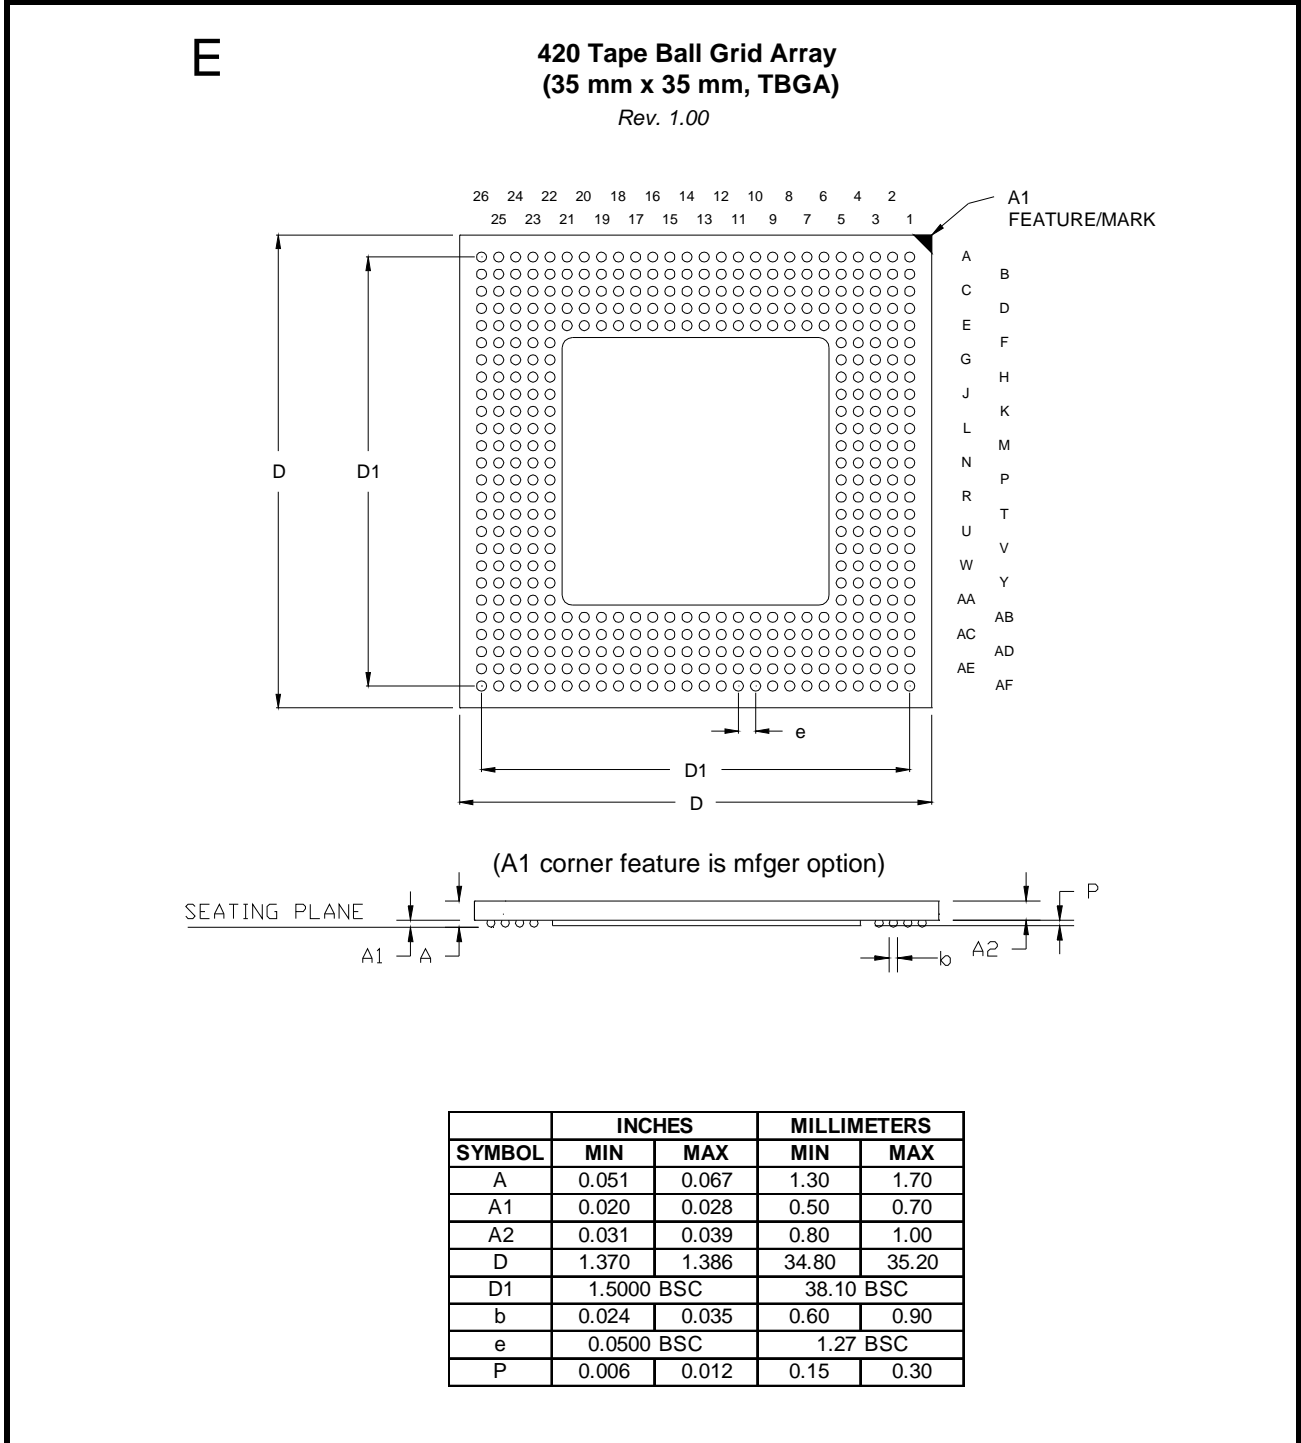 E
420 Tape Ball Grid Array
(35 mm x 35 mm, TBGA)
Rev. 1.00
26 24 22 20 18 16 14 12 10 8 6 4 2
25 23 21 19 17 15 13 11 9 7 5 3 1
A1
FEATURE/MARK
A
B
C
D
E
F
G
H
J
K
L
M
N
P
R
T
U
V
W
Y
AA
AB
AC
AD
AE
AF
D
D1
e
D1
D
(A1 corner feature is mfger option)
SEATING PLANE
A1
A
P
A2
b
INCHES MILLIMETERS
SYMBOL MIN MAX MIN MAX
A 0.051 0.067 1.30 1.70
A1 0.020 0.028 0.50 0.70
A2 0.031 0.039 0.80 1.00
D 1.370 1.386 34.80 35.20
D1 1.5000 BSC 38.10 BSC
b 0.024 0.035 0.60 0.90
e 0.0500 BSC 1.27 BSC
P 0.006 0.012 0.15 0.30